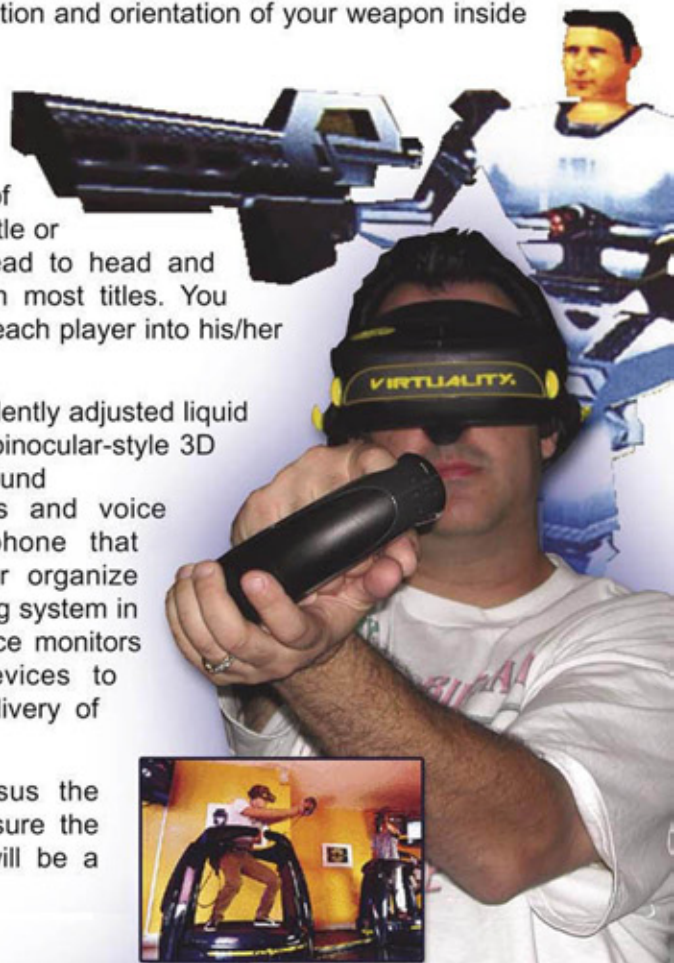 tion and orientation of your weapon inside
of
tle or
ead to head and
n most titles. You
each player into his/her
dently adjusted liquid
binocular-style 3D
und
s and voice
phone that
r organize
g system in
ce monitors
evices to
livery of
sus the
sure the
will be a
VIRTUALITY.